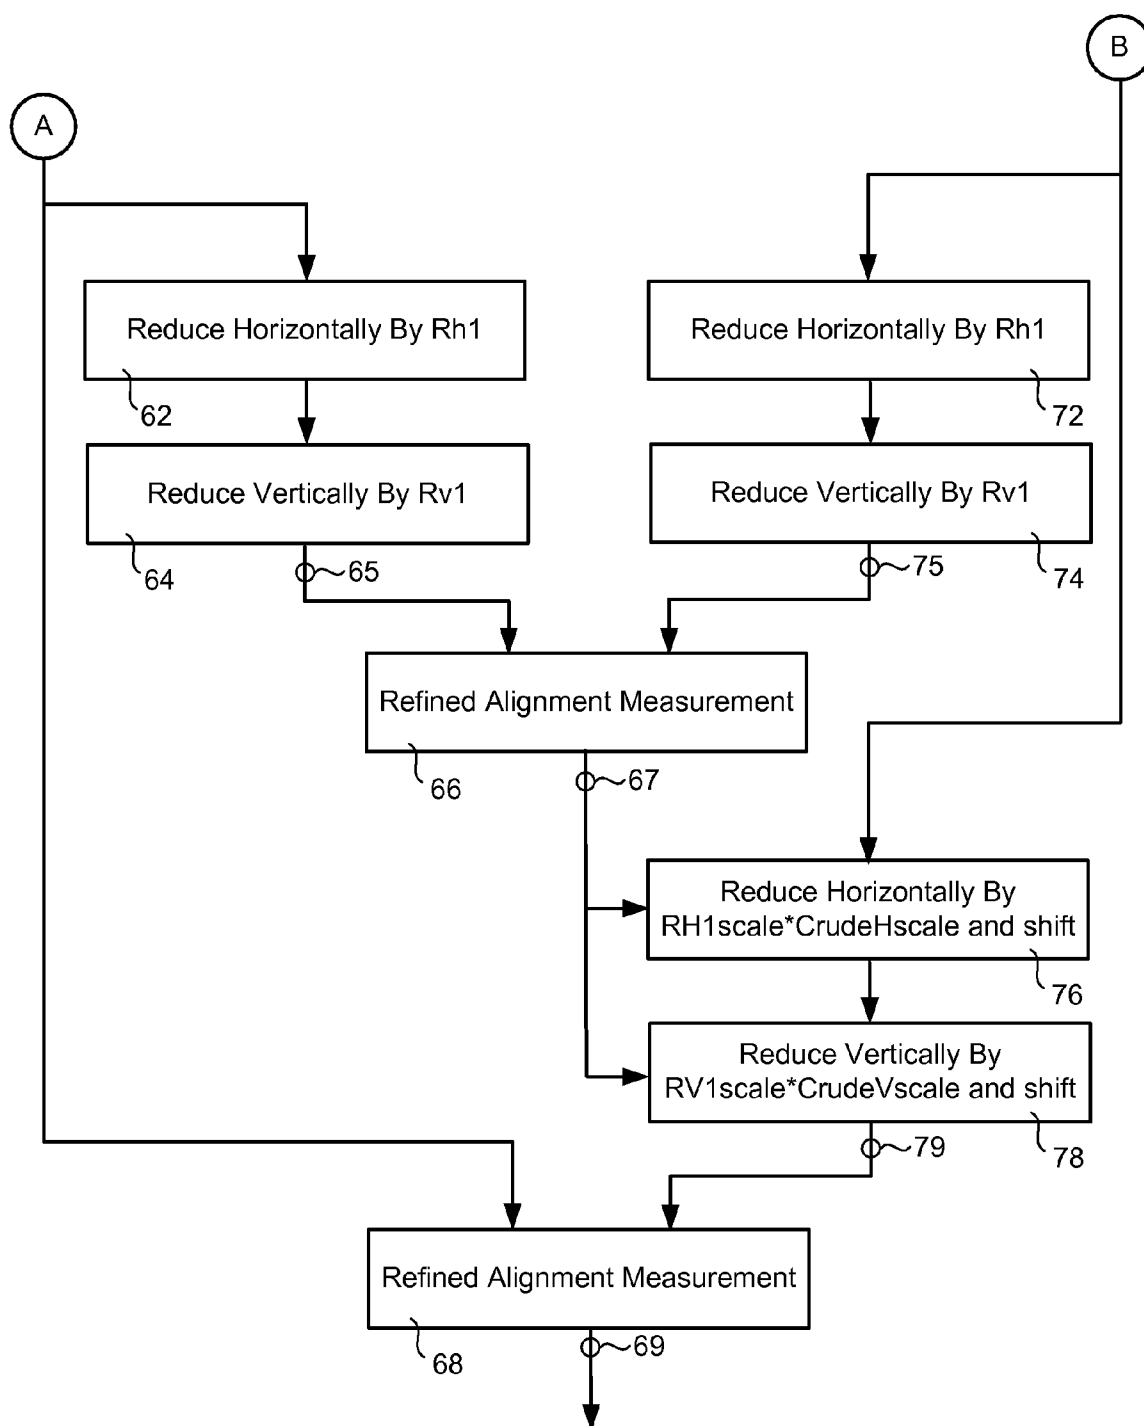 B
A
Reduce Horizontally By Rh1
62
Reduce Horizontally By Rh1
72
Reduce Vertically By Rv1
64
65
Reduce Vertically By Rv1
74
75
Refined Alignment Measurement
66
67
Reduce Horizontally By
RH1scale*CrudeHscale and shift
76
Reduce Vertically By
RV1scale*CrudeVscale and shift
78
79
Refined Alignment Measurement
68
69